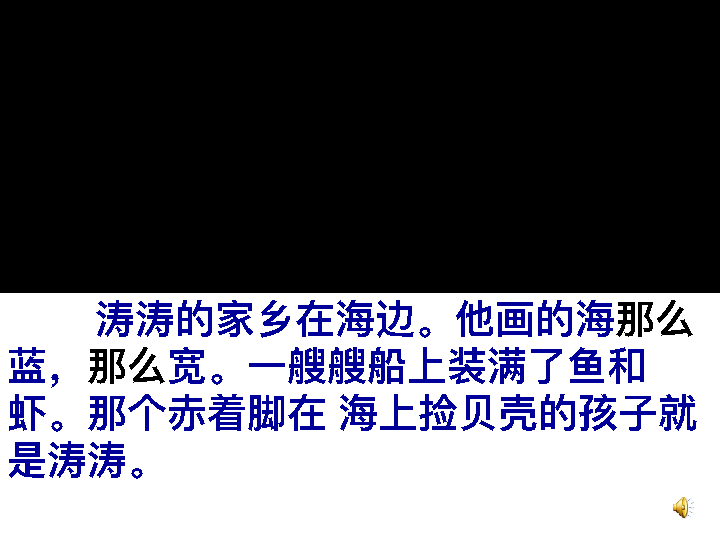 涛涛的家乡在海边。他画的海那么
蓝，那么宽。一艘艘船上装满了鱼和
虾。那个赤着脚在 海上捡贝壳的孩子就
是涛涛。